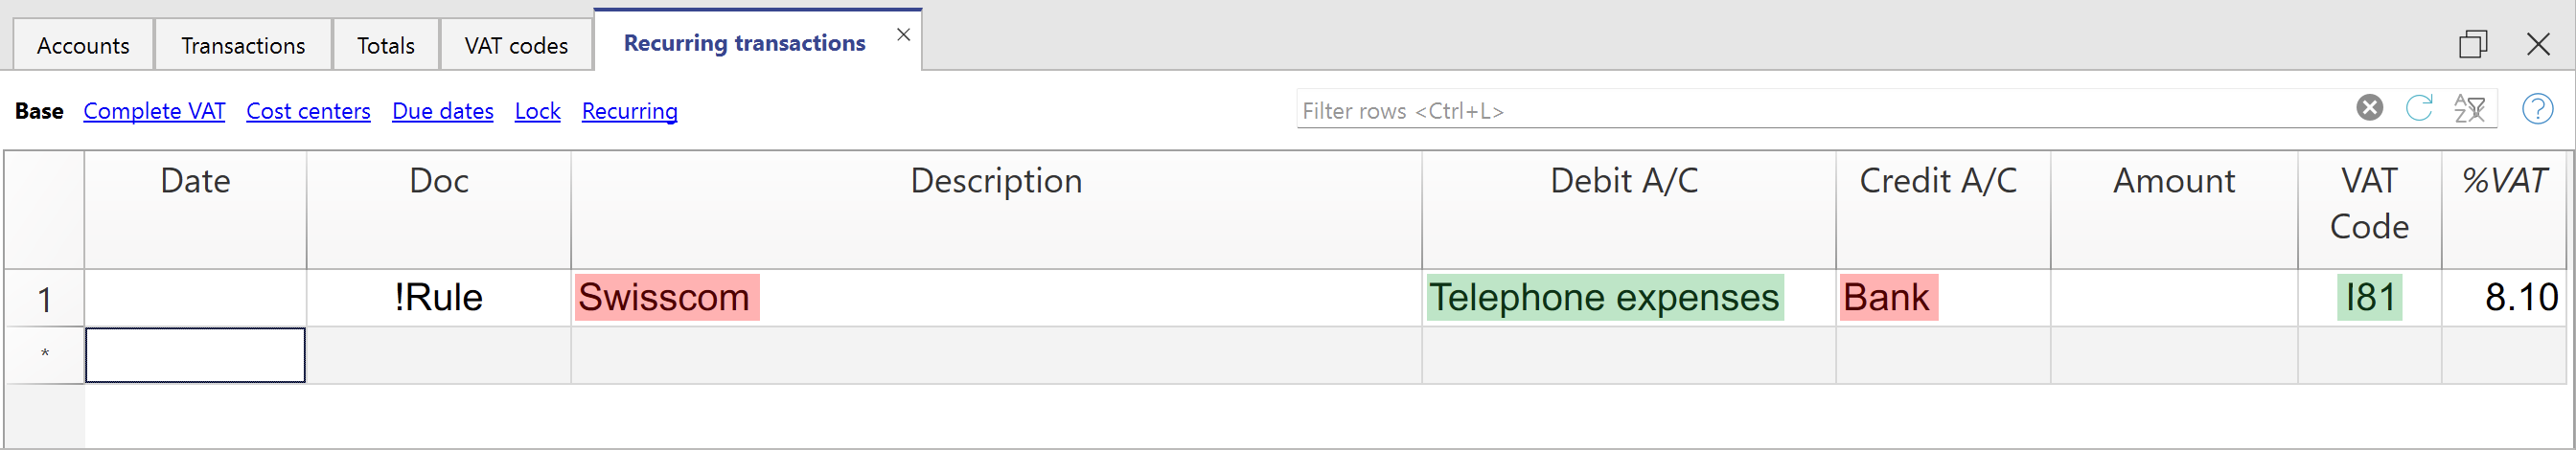 Accounts Transactions Totals VAT codes Recurring transactions
Base Complete VAT Cost centers Due dates Lock Recurring Filter rows <Ctrl+L>
Date Doc Description Debit A/C Credit A/C Amount VAT Code %VAT
1 !Rule Swisscom Telephone expenses Bank I81 8.10
*